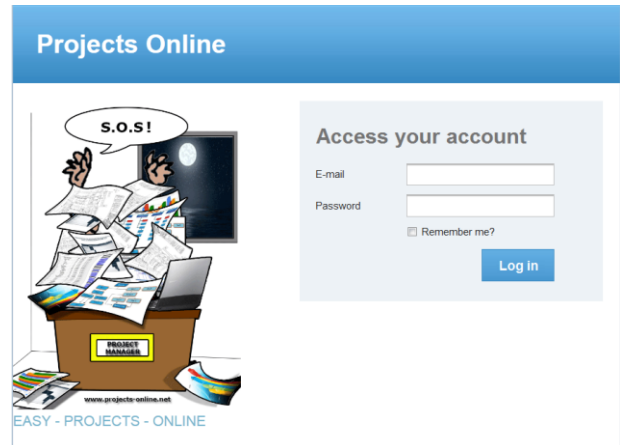 Projects Online
S.O.S!
PROJECT
MANAGER
www.projects-online.net
EASY - PROJECTS - ONLINE
Access your account
E-mail
Password
Remember me?
Log in